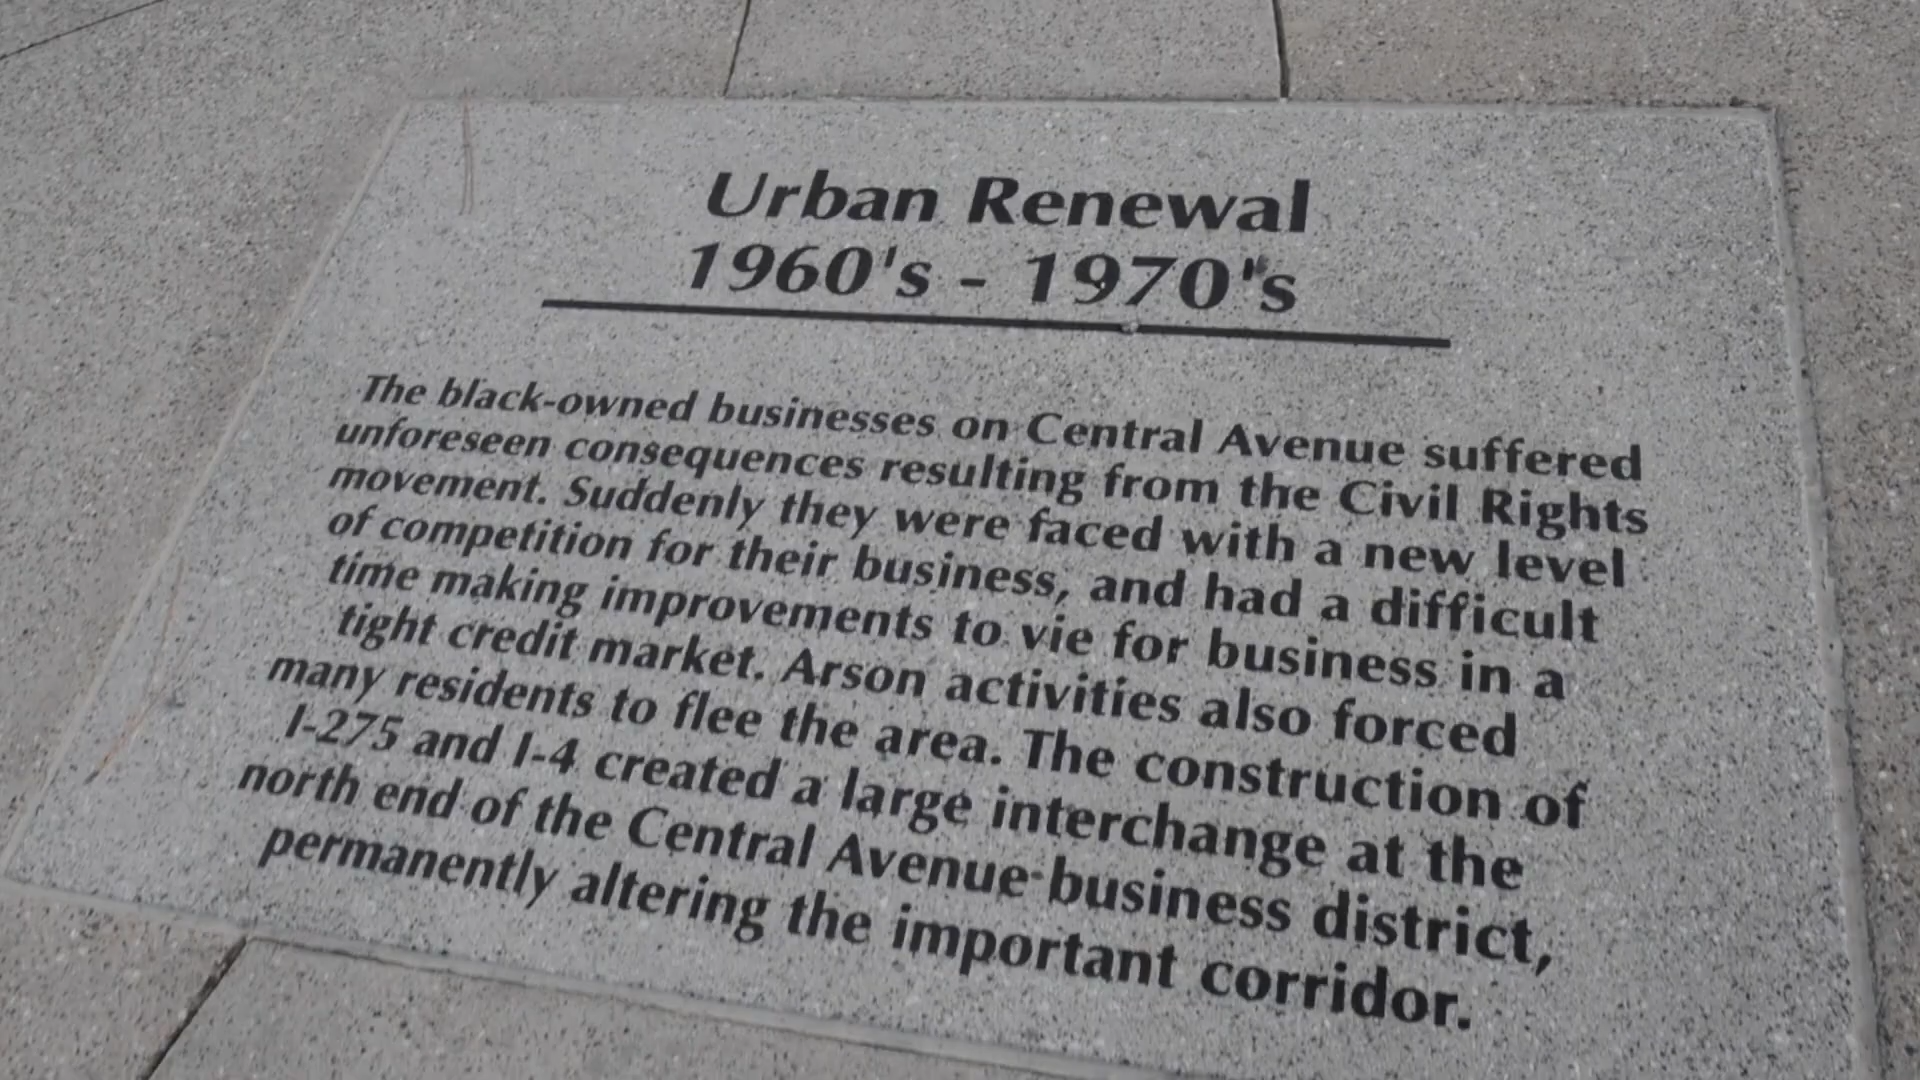 Urban Renewal
1960's - 1970's
The black-owned businesses on Central Avenue suffered
unforeseen consequences resulting from the Civil Rights
movement. Suddenly they were faced with a new level
of competition for their business, and had a difficult
time making improvements to vie for business in a
tight credit market. Arson activities also forced
many residents to flee the area. The construction of
I-275 and I-4 created a large interchange at the
north end of the Central Avenue business district,
permanently altering the important corridor.